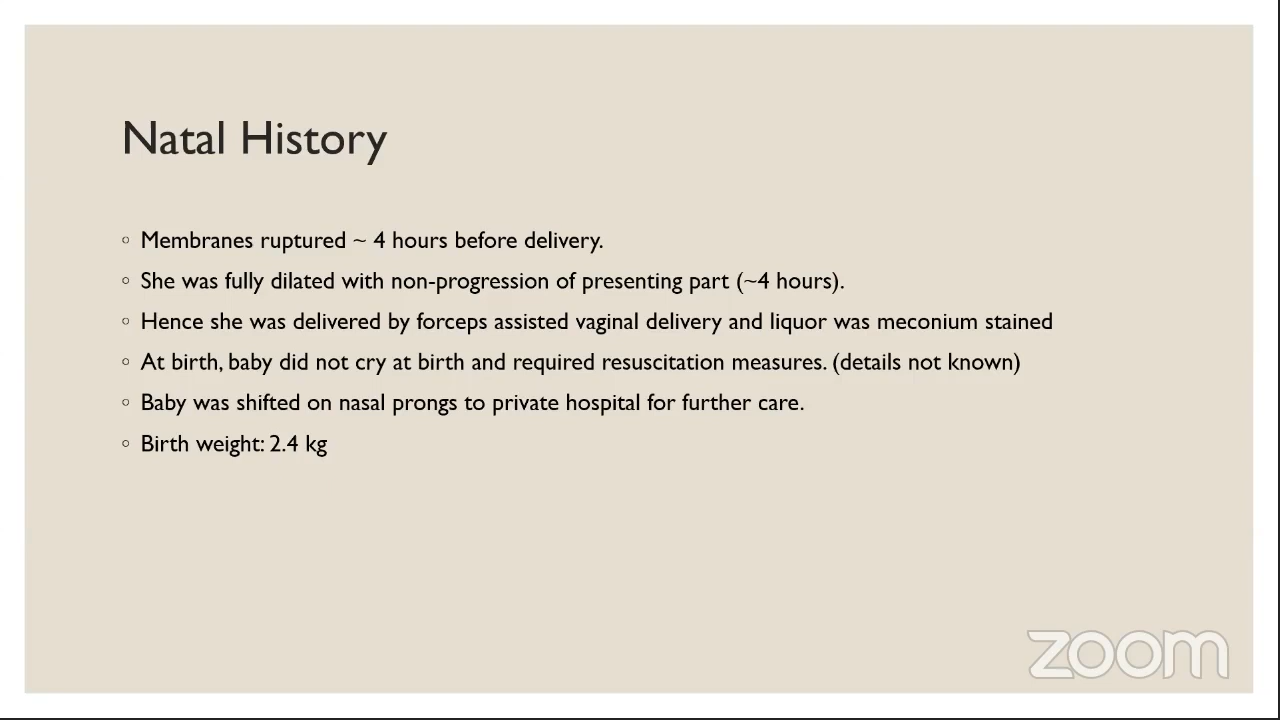 Natal History
◦ Membranes ruptured ~ 4 hours before delivery.
◦ She was fully dilated with non-progression of presenting part (~4 hours).
◦ Hence she was delivered by forceps assisted vaginal delivery and liquor was meconium stained
◦ At birth, baby did not cry at birth and required resuscitation measures. (details not known)
◦ Baby was shifted on nasal prongs to private hospital for further care.
◦ Birth weight: 2.4 kg
zoom